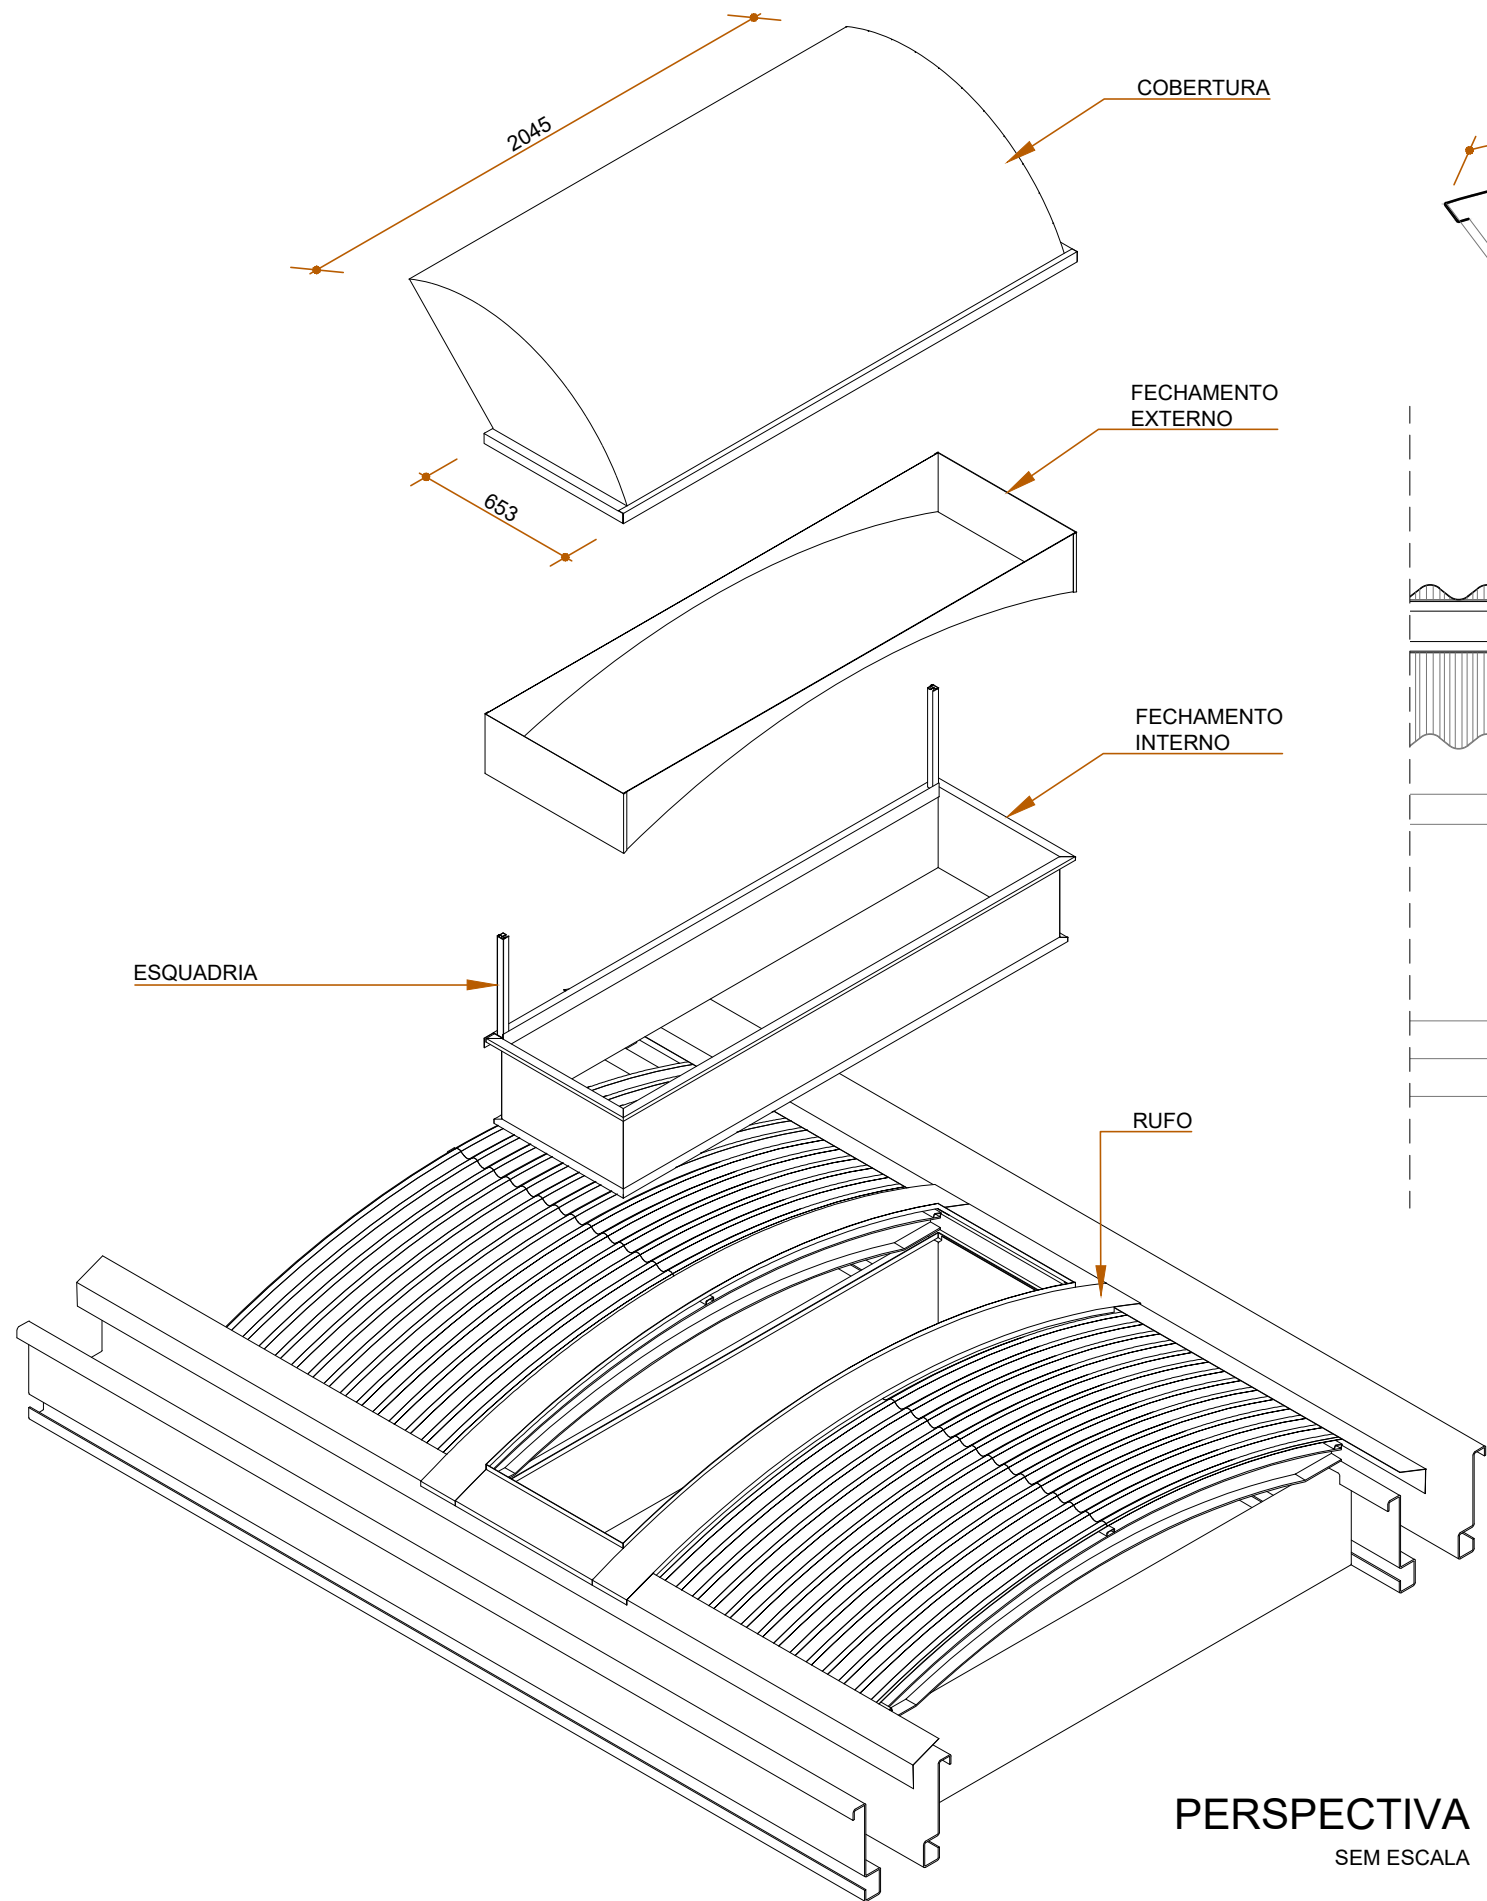 2045
COBERTURA
FECHAMENTO
EXTERNO
653
FECHAMENTO
INTERNO
ESQUADRIA
RUFO
PERSPECTIVA
SEM ESCALA